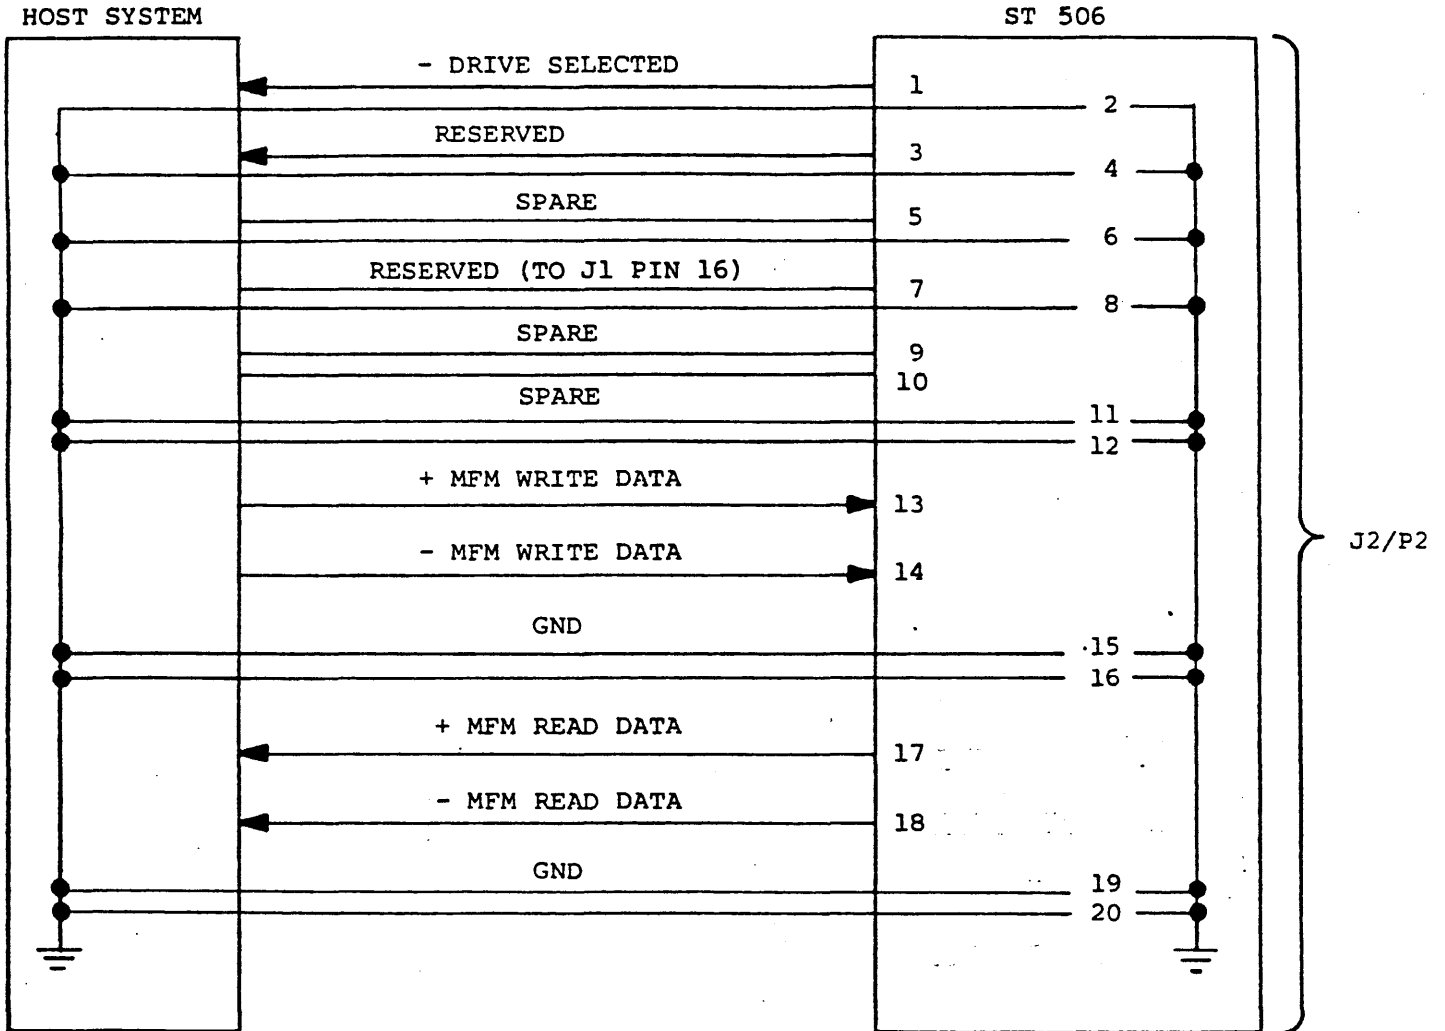 HOST SYSTEM
ST 506
- DRIVE SELECTED
1
2
RESERVED
3
4
SPARE
5
6
RESERVED (TO J1 PIN 16)
7
8
SPARE
9
10
SPARE
11
12
+ MFM WRITE DATA
13
- MFM WRITE DATA
14
GND
15
16
+ MFM READ DATA
17
- MFM READ DATA
18
GND
19
20
J2/P2